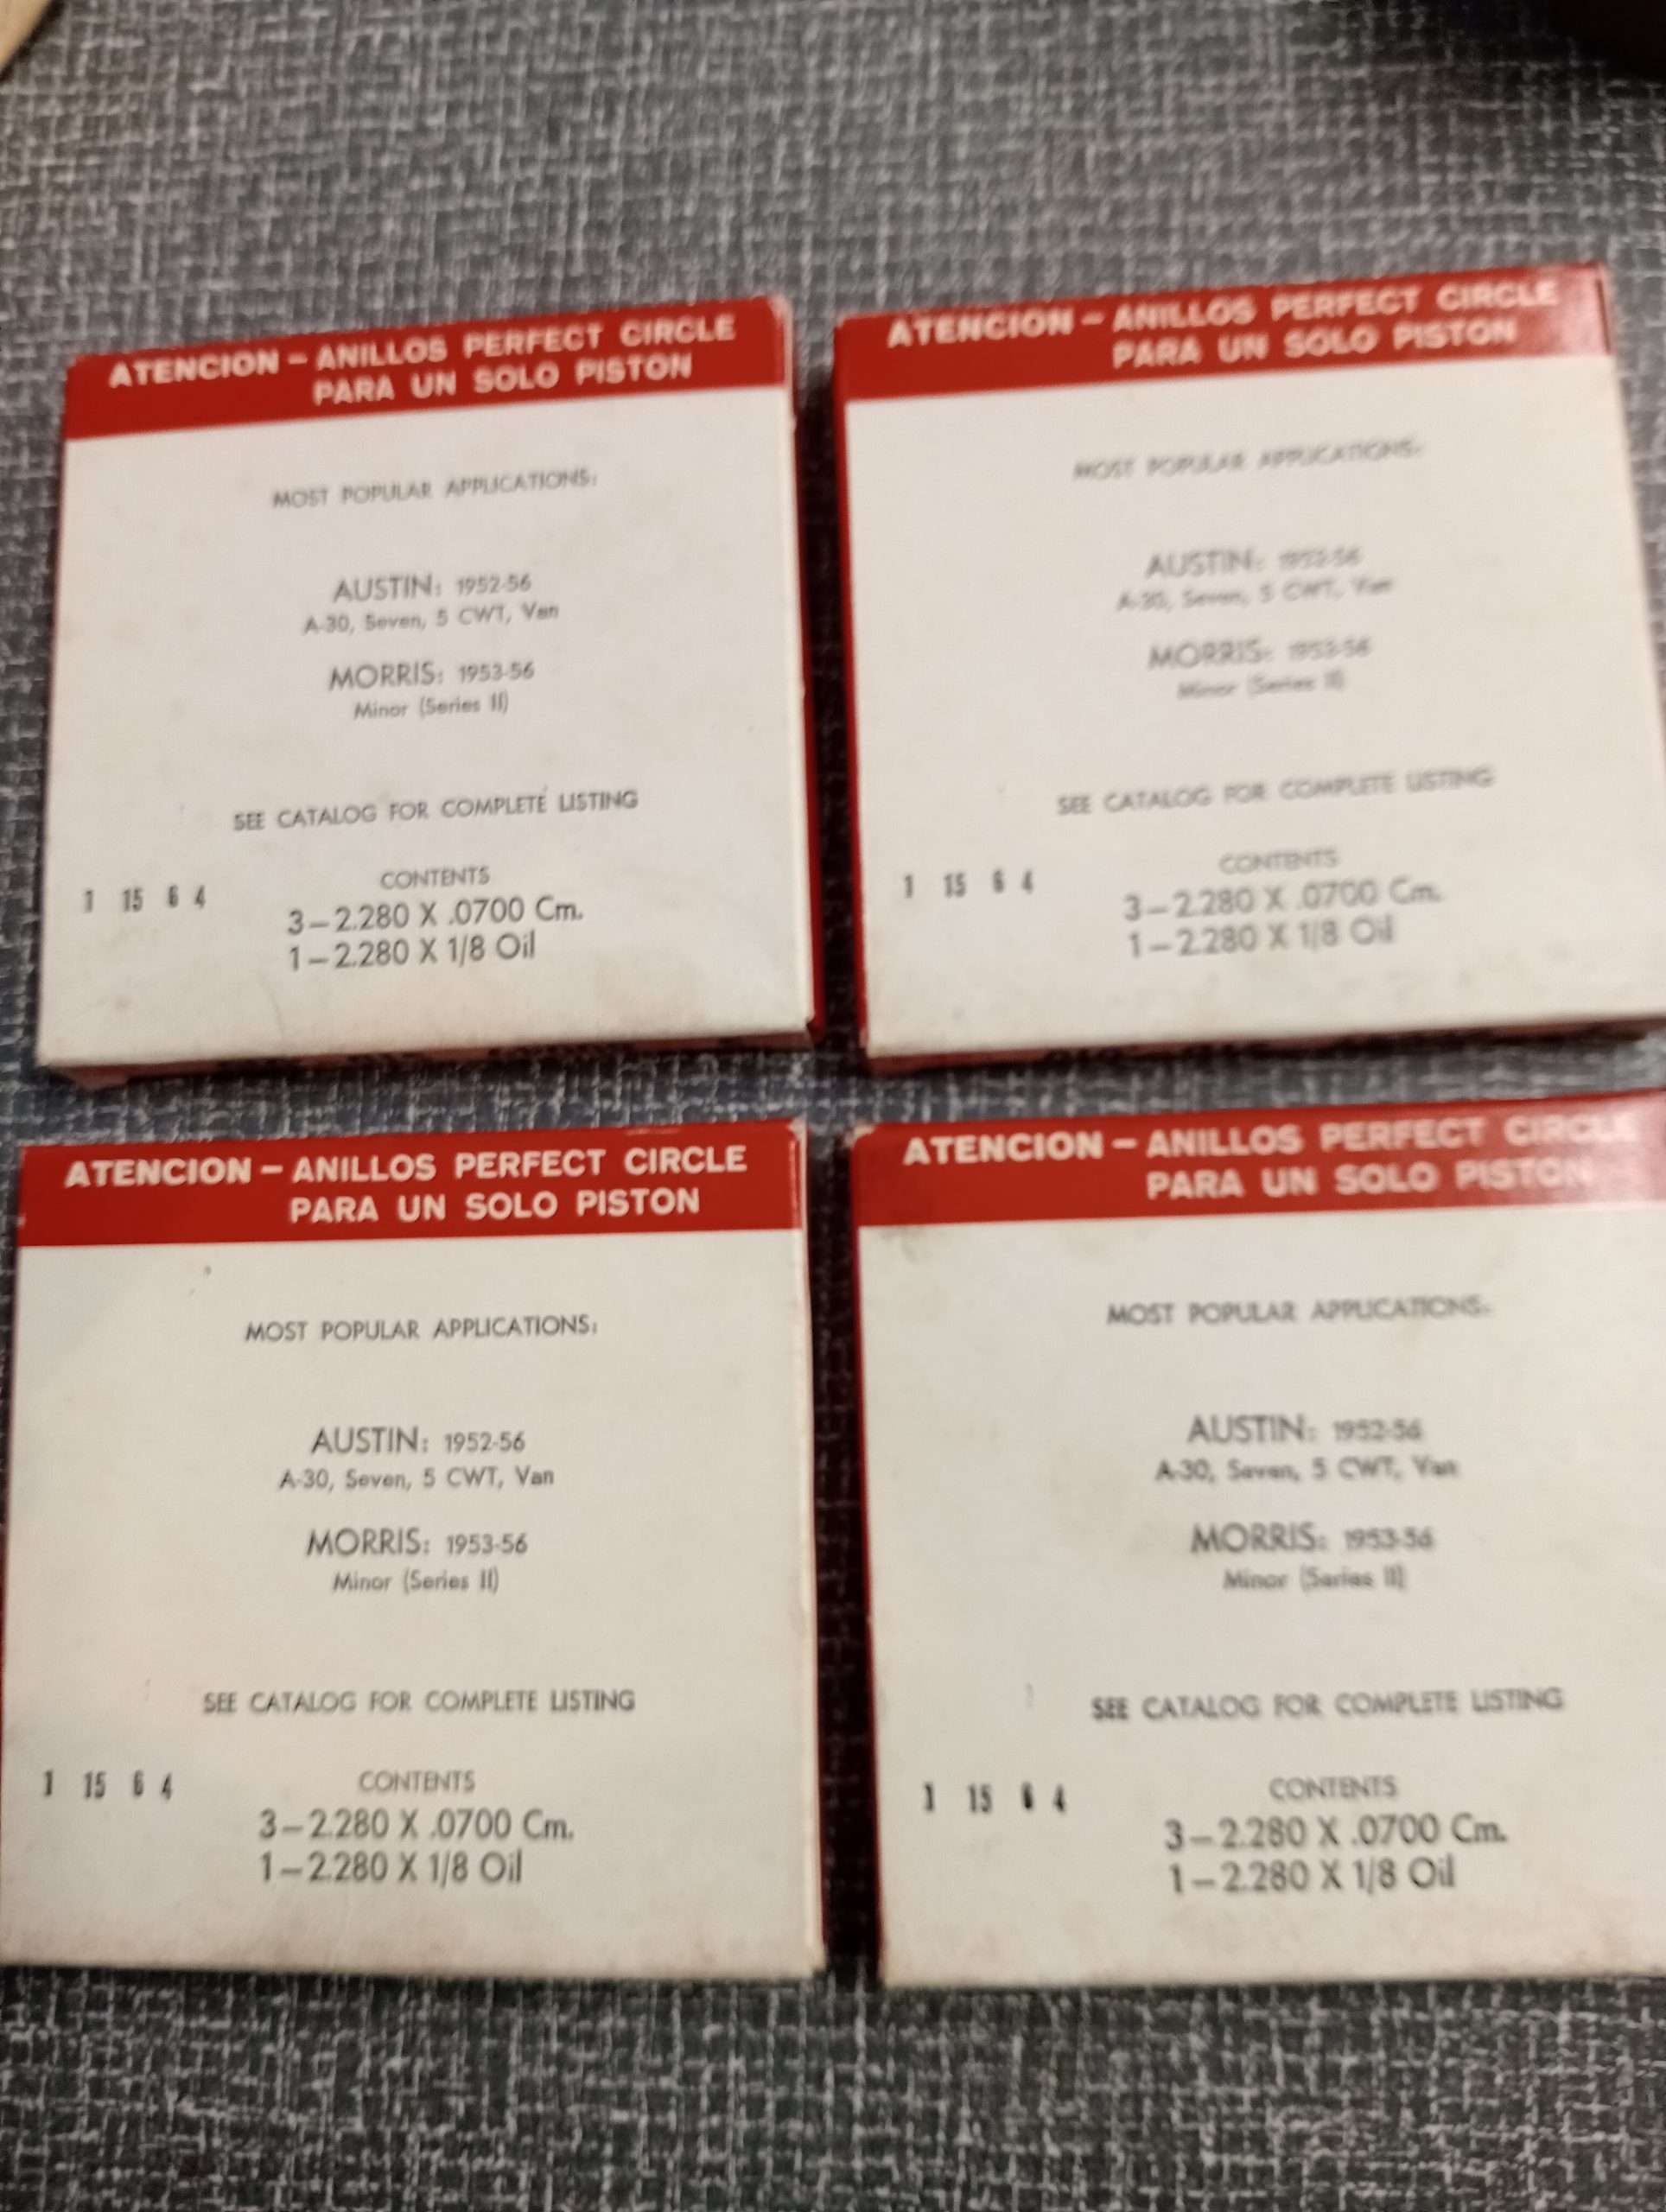 ATENCION – ANILLOS PERFECT CIRCLE
PARA UN SOLO PISTON
MOST POPULAR APPLICATIONS:
AUSTIN: 1952-56
A-30, Seven, 5 CWT, Van
MORRIS: 1953-56
Minor (Series II)
SEE CATALOG FOR COMPLETE LISTING
1 15 6 4
CONTENTS
3–2.280 X .0700 Cm.
1–2.280 X 1/8 Oil
ATENCION – ANILLOS PERFECT CIRCLE
PARA UN SOLO PISTON
MOST POPULAR APPLICATIONS:
AUSTIN: 1952-56
A-30, Seven, 5 CWT, Van
MORRIS: 1953-56
Minor (Series II)
SEE CATALOG FOR COMPLETE LISTING
1 15 6 4
CONTENTS
3–2.280 X .0700 Cm.
1–2.280 X 1/8 Oil
ATENCION – ANILLOS PERFECT CIRCLE
PARA UN SOLO PISTON
MOST POPULAR APPLICATIONS:
AUSTIN: 1952-56
A-30, Seven, 5 CWT, Van
MORRIS: 1953-56
Minor (Series II)
SEE CATALOG FOR COMPLETE LISTING
1 15 6 4
CONTENTS
3–2.280 X .0700 Cm.
1–2.280 X 1/8 Oil
ATENCION – ANILLOS PERFECT CIRCLE
PARA UN SOLO PISTON
MOST POPULAR APPLICATIONS:
AUSTIN: 1952-56
A-30, Seven, 5 CWT, Van
MORRIS: 1953-56
Minor (Series II)
SEE CATALOG FOR COMPLETE LISTING
1 15 6 4
CONTENTS
3–2.280 X .0700 Cm.
1–2.280 X 1/8 Oil